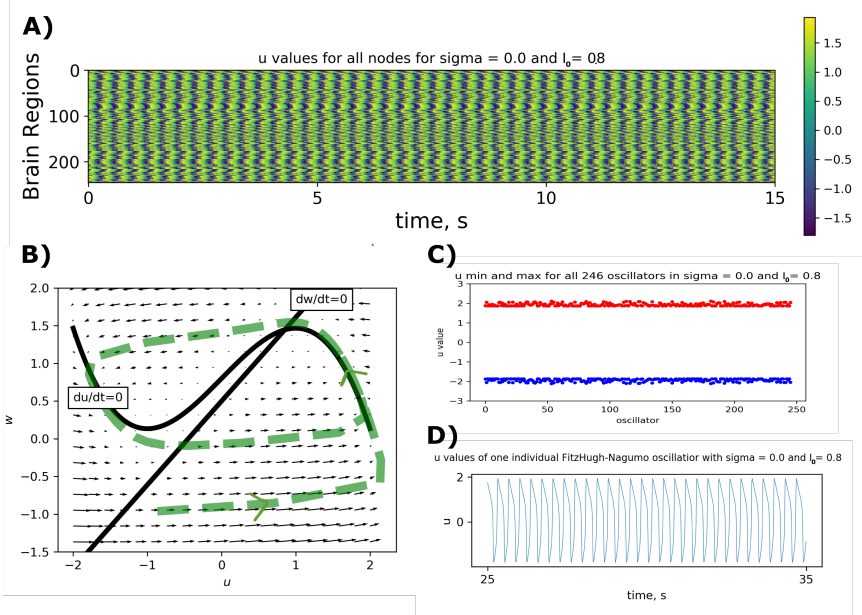 A)
u values for all nodes for sigma = 0.0 and I₀= 0.8
Brain Regions
0
100
200
0 5 10 15
time, s
1.5
1.0
0.5
0.0
−0.5
−1.0
−1.5
B)
2.0
1.5
1.0
0.5
0.0
−0.5
−1.0
−1.5
w
dw/dt=0
du/dt=0
−2 −1 0 1 2
u
C)
u min and max for all 246 oscillators in sigma = 0.0 and I₀= 0.8
3
2
1
0
−1
−2
−3
u value
0 50 100 150 200 250
oscillator
D)
u values of one individual FitzHugh-Nagumo oscillatior with sigma = 0.0 and I₀= 0.8
2
0
u
25 35
time, s